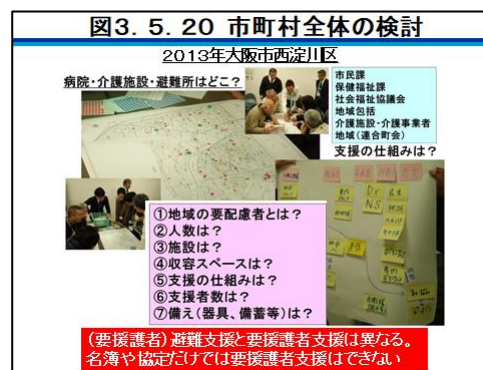 図3．5．20 市町村全体の検討
2013年大阪市西淀川区
病院・介護施設・避難所はどこ？
市民課
保健福祉課
社会福祉協議会
地域包括
介護施設・介護事業者
地域（連合町会）
支援の仕組みは？
Dr
NS
①地域の要配慮者とは？
②人数は？
③施設は？
④収容スペースは？
⑤支援の仕組みは？
⑥支援者数は？
⑦備え（器具、備蓄等）は？
（要援護者）避難支援と要援護者支援は異なる。
名簿や協定だけでは要援護者支援はできない